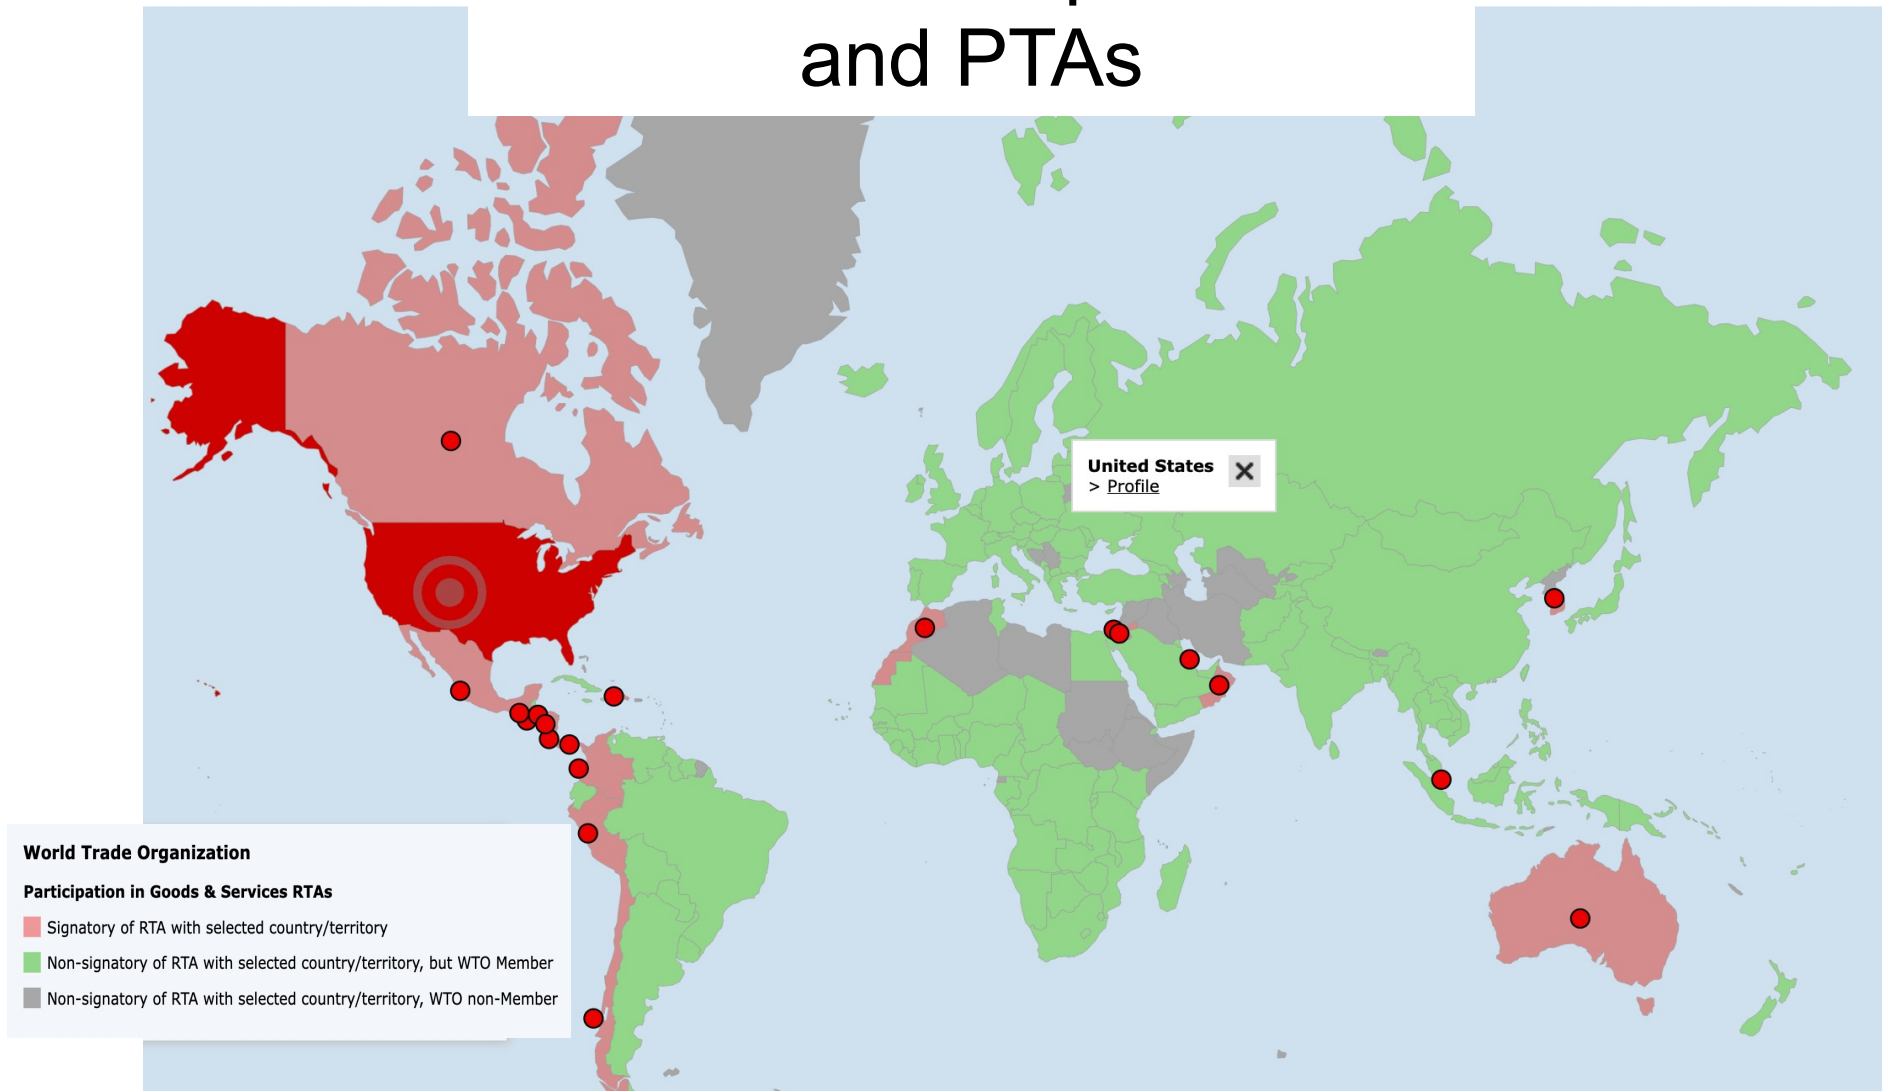 and PTAs
United States
> Profile
World Trade Organization
Participation in Goods & Services RTAs
Signatory of RTA with selected country/territory
Non-signatory of RTA with selected country/territory, but WTO Member
Non-signatory of RTA with selected country/territory, WTO non-Member